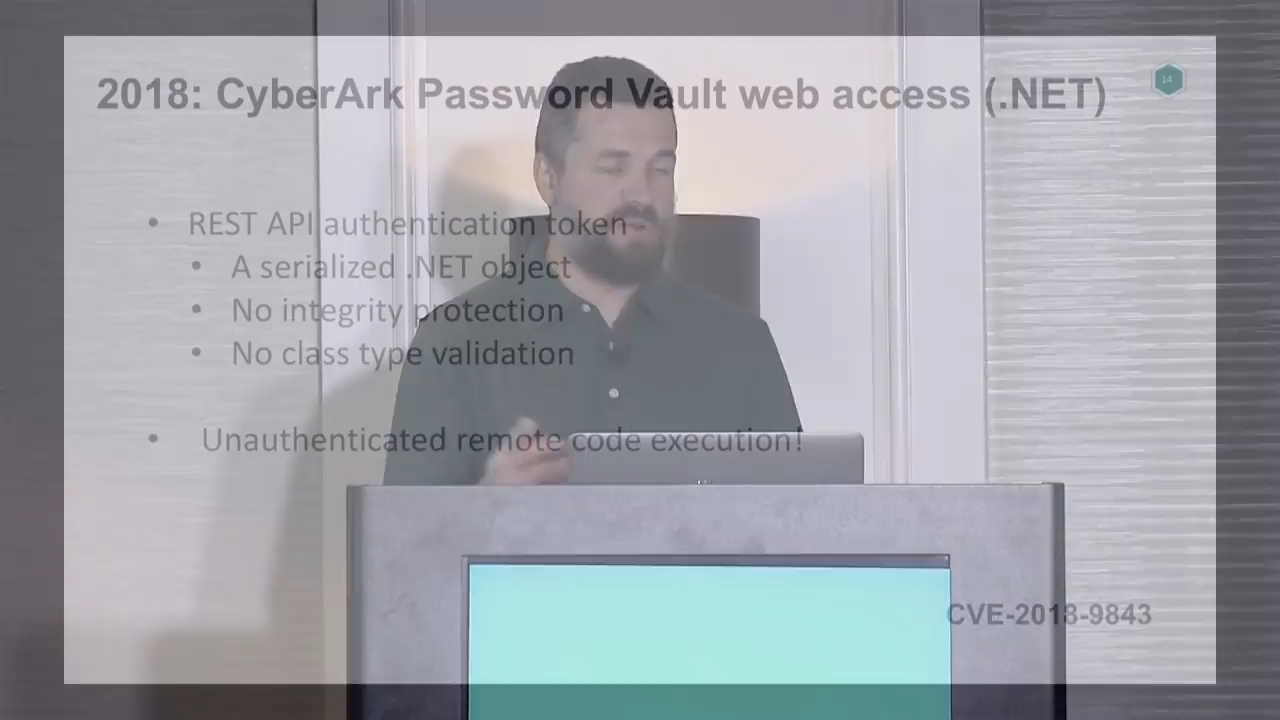 2018: CyberArk Password Vault web access (.NET)
14
• REST API authentication token
• A serialized .NET object
• No integrity protection
• No class type validation
• Unauthenticated remote code execution!
CVE-2018-9843